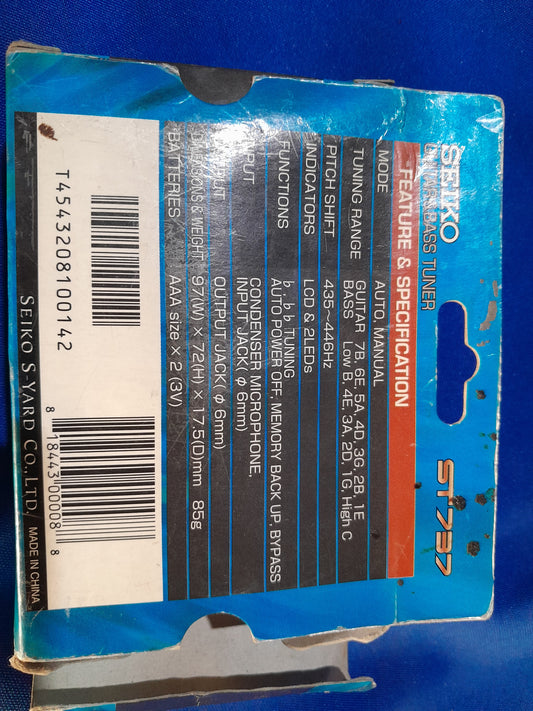 SEIKO
GUITAR & BASS TUNER
ST737
FEATURE & SPECIFICATION
MODE AUTO, MANUAL
TUNING RANGE GUITAR 7B, 6E, 5A, 4D, 3G, 2B, 1E
BASS Low B, 4E, 3A, 2D, 1G, High C
PITCH SHIFT 435~446Hz
INDICATORS LCD & 2LEDs
FUNCTIONS ♭, ♭♭ TUNING
AUTO POWER OFF, MEMORY BACK UP, BYPASS
INPUT CONDENSER MICROPHONE,
INPUT JACK(φ 6mm)
OUTPUT JACK(φ 6mm)
DIMENSIONS & WEIGHT 97(W) × 72(H) × 17.5(D)mm 85g
BATTERIES AAA size × 2 (3V)
T4543208100142
8 18443 00008 8
SEIKO S-YARD CO., LTD/ MADE IN CHINA